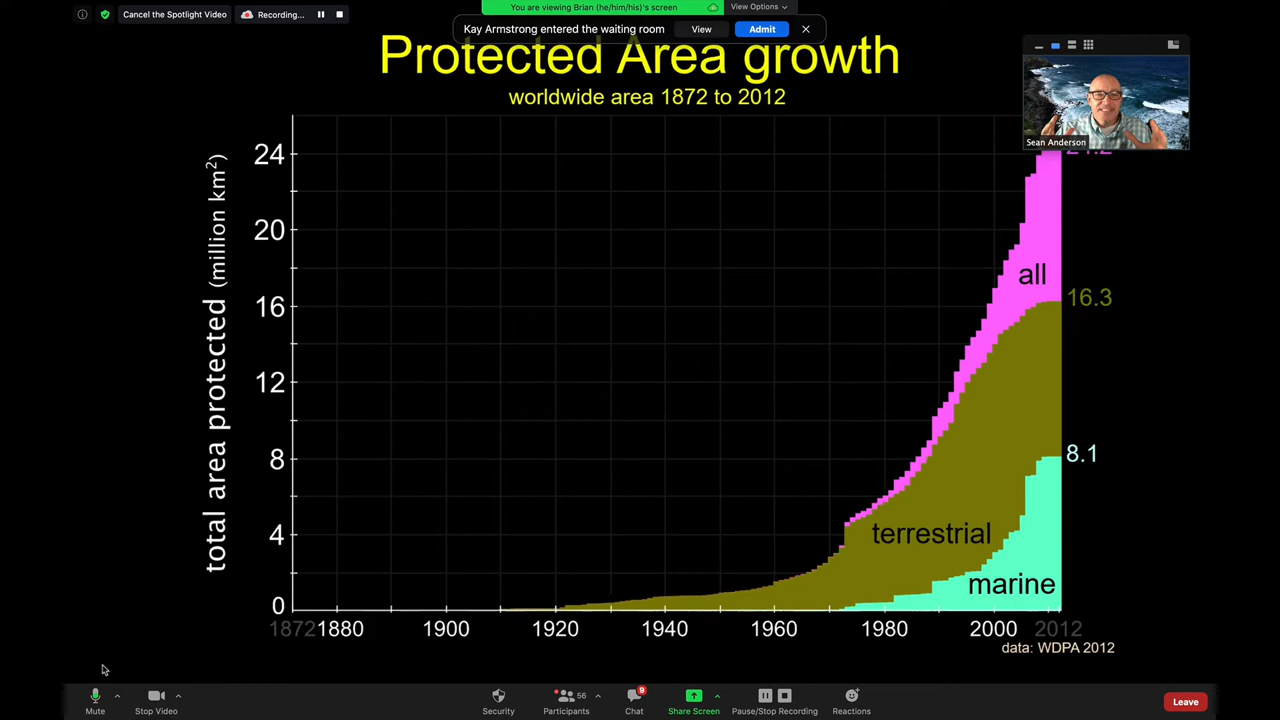 Cancel the Spotlight Video
Recording...
You are viewing Brian (he/him/his)'s screen
View Options
Kay Armstrong entered the waiting room
View
Admit
Protected Area growth
worldwide area 1872 to 2012
Sean Anderson
total area protected (million km²)
24
20
16
12
8
4
0
all
16.3
8.1
terrestrial
marine
1872 1880 1900 1920 1940 1960 1980 2000 2012
data: WDPA 2012
Mute
Stop Video
Security
56
Participants
9
Chat
Share Screen
Pause/Stop Recording
Reactions
Leave